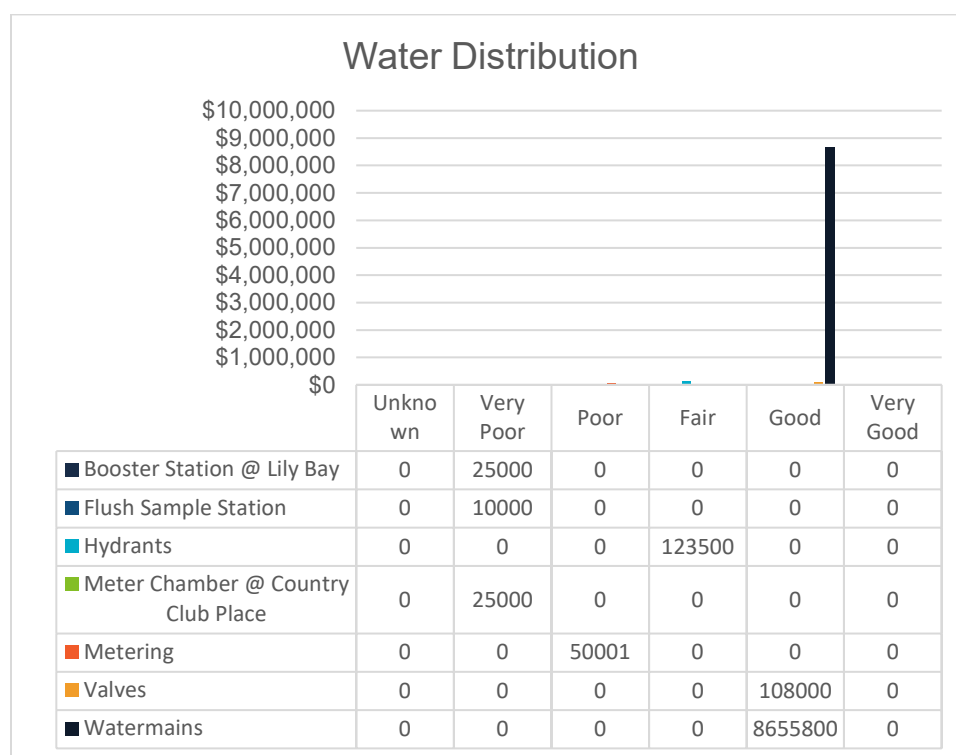 Water Distribution
$10,000,000
$9,000,000
$8,000,000
$7,000,000
$6,000,000
$5,000,000
$4,000,000
$3,000,000
$2,000,000
$1,000,000
$0
Unkno
wn
Very
Poor
Poor
Fair
Good
Very
Good
Booster Station @ Lily Bay 0 25000 0 0 0 0
Flush Sample Station 0 10000 0 0 0 0
Hydrants 0 0 0 123500 0 0
Meter Chamber @ Country
Club Place 0 25000 0 0 0 0
Metering 0 0 50001 0 0 0
Valves 0 0 0 0 108000 0
Watermains 0 0 0 0 8655800 0